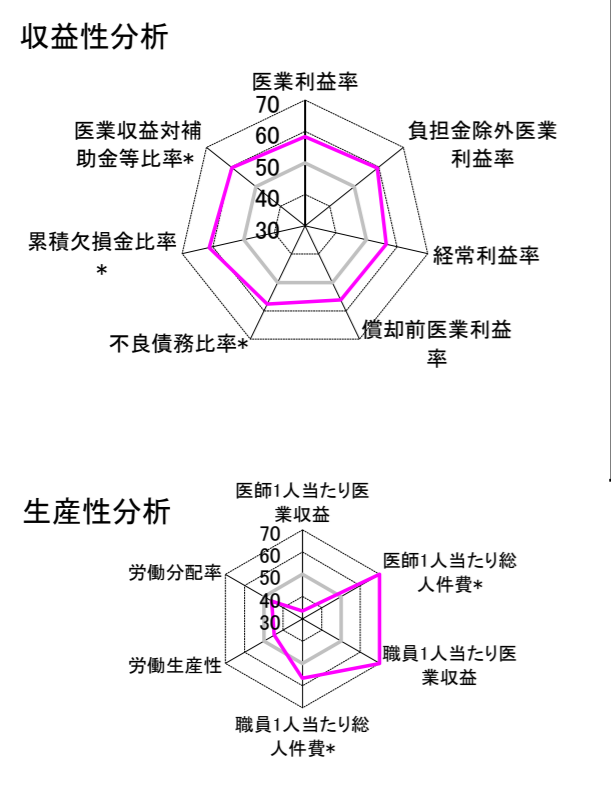 収益性分析
医業利益率
70
60
50
40
30
負担金除外医業
利益率
経常利益率
償却前医業利益
率
不良債務比率*
累積欠損金比率
*
医業収益対補
助金等比率*
生産性分析
医師1人当たり医
業収益
70
60
50
40
30
医師1人当たり総
人件費*
職員1人当たり医
業収益
職員1人当たり総
人件費*
労働生産性
労働分配率